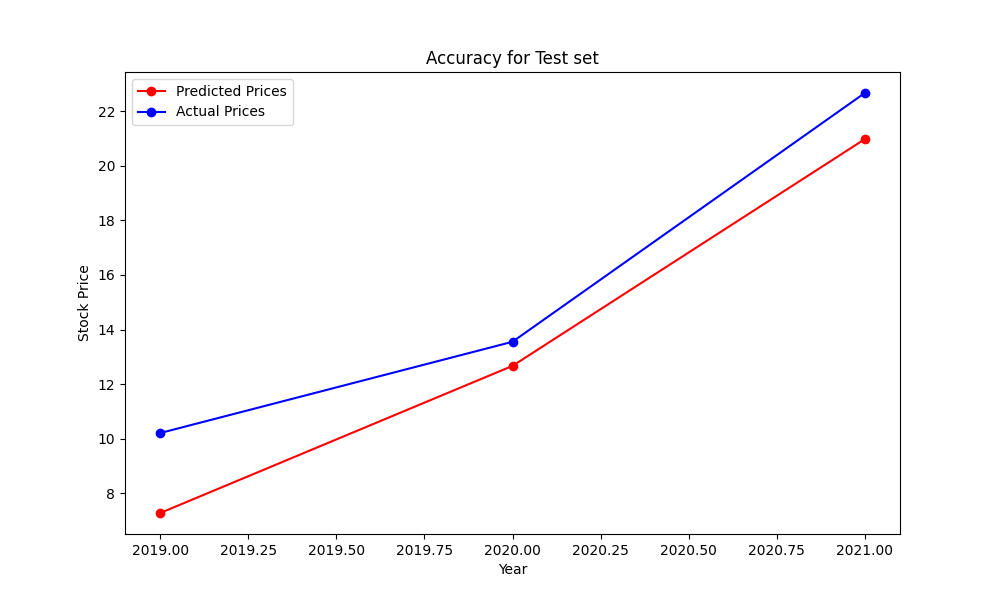 Accuracy for Test set
Predicted Prices
Actual Prices
Stock Price
22
20
18
16
14
12
10
8
2019.00 2019.25 2019.50 2019.75 2020.00 2020.25 2020.50 2020.75 2021.00
Year